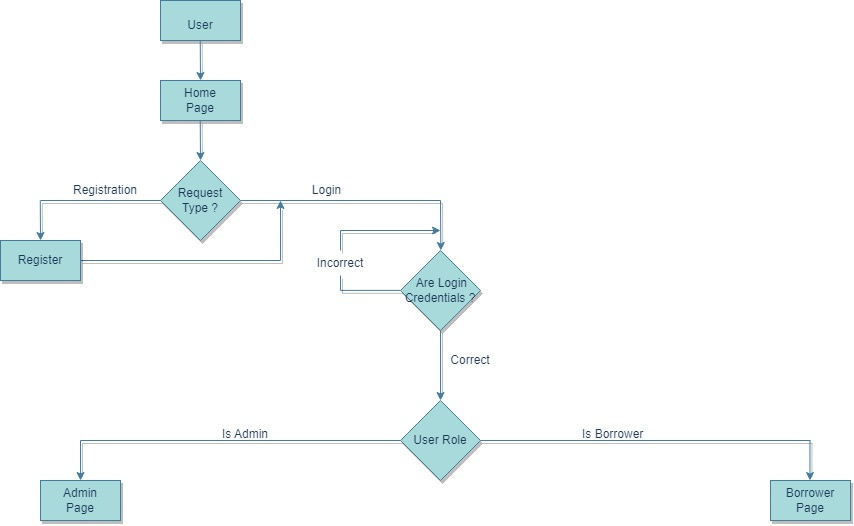 User
Home
Page
Registration
Request
Type ?
Login
Register
Incorrect
Are Login
Credentials ?
Correct
Is Admin
User Role
Is Borrower
Admin
Page
Borrower
Page